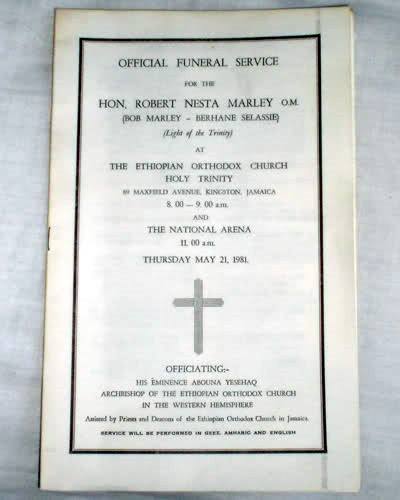 OFFICIAL FUNERAL SERVICE
FOR THE
HON. ROBERT NESTA MARLEY O.M.
(BOB MARLEY – BERHANE SELASSIE)
(Light of the Trinity)
AT
THE ETHIOPIAN ORTHODOX CHURCH
HOLY TRINITY
89 MAXFIELD AVENUE, KINGSTON, JAMAICA
8. 00 — 9. 00 a.m.
AND
THE NATIONAL ARENA
11. 00 a.m.
THURSDAY MAY 21, 1981.
OFFICIATING:-
HIS EMINENCE ABOUNA YESEHAQ
ARCHBISHOP OF THE ETHIOPIAN ORTHODOX CHURCH
IN THE WESTERN HEMISPHERE
Assisted by Priests and Deacons of the Ethiopian Orthodox Church in Jamaica.
SERVICE WILL BE PERFORMED IN GEEZ, AMHARIC AND ENGLISH